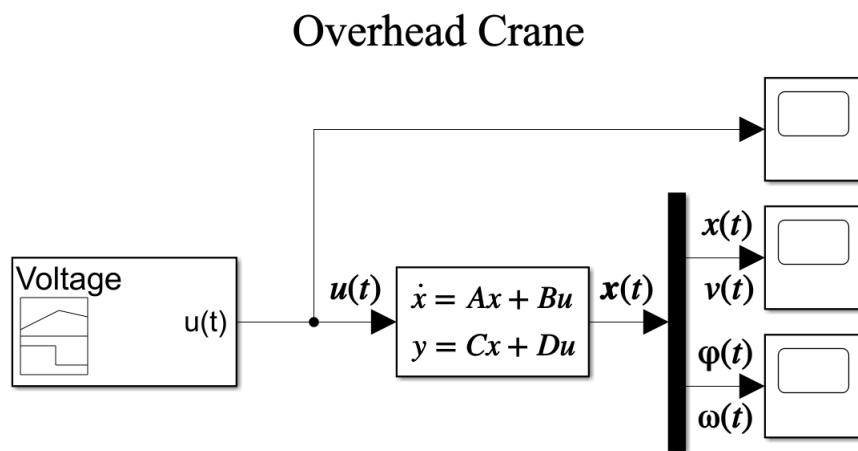 Overhead Crane
Voltage
u(t)
u(t)
ẋ = Ax + Bu
y = Cx + Du
x(t)
x(t)
v(t)
φ(t)
ω(t)